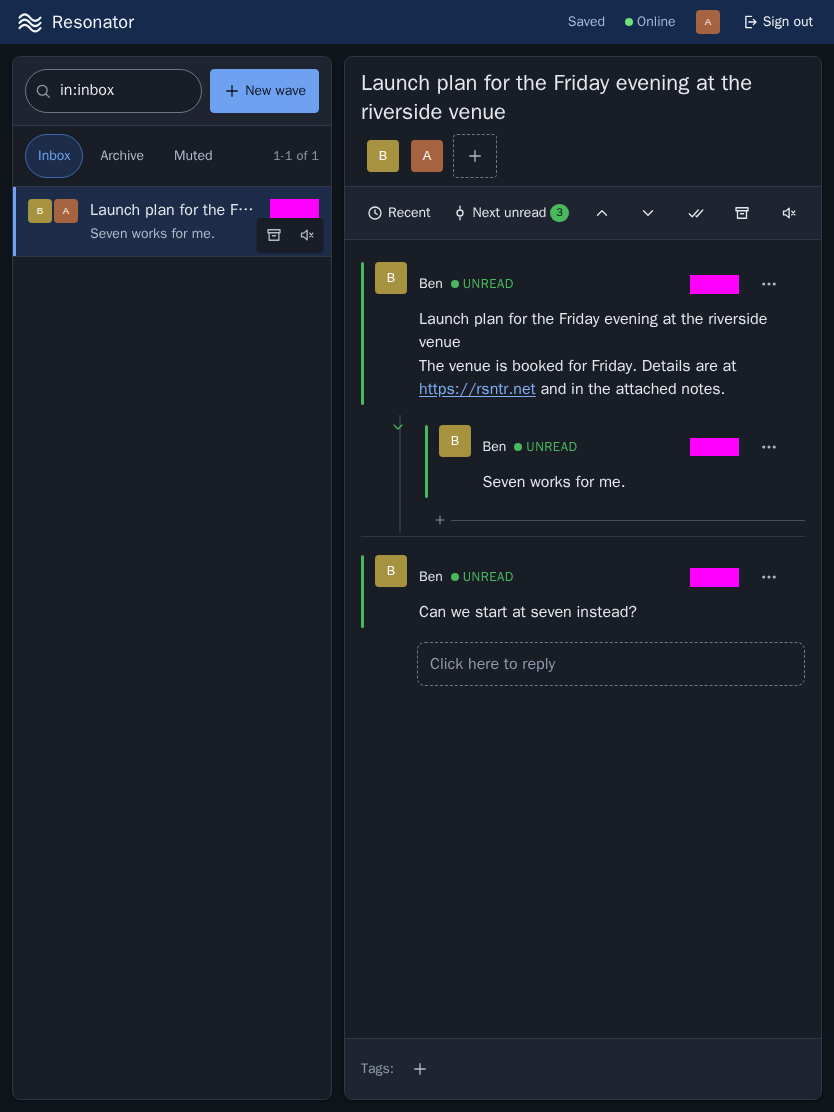 Resonator
Saved
Online
A
Sign out
in:inbox
New wave
Inbox
Archive
Muted
1-1 of 1
B
A
Launch plan for the F···
Seven works for me.
Launch plan for the Friday evening at the
riverside venue
B
A
Recent
Next unread 3
B
Ben
UNREAD
Launch plan for the Friday evening at the riverside
venue
The venue is booked for Friday. Details are at
https://rsntr.net and in the attached notes.
B
Ben
UNREAD
Seven works for me.
B
Ben
UNREAD
Can we start at seven instead?
Click here to reply
Tags: